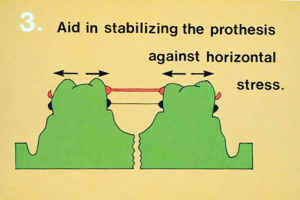 3. Aid in stabilizing the prothesis
against horizontal
stress.